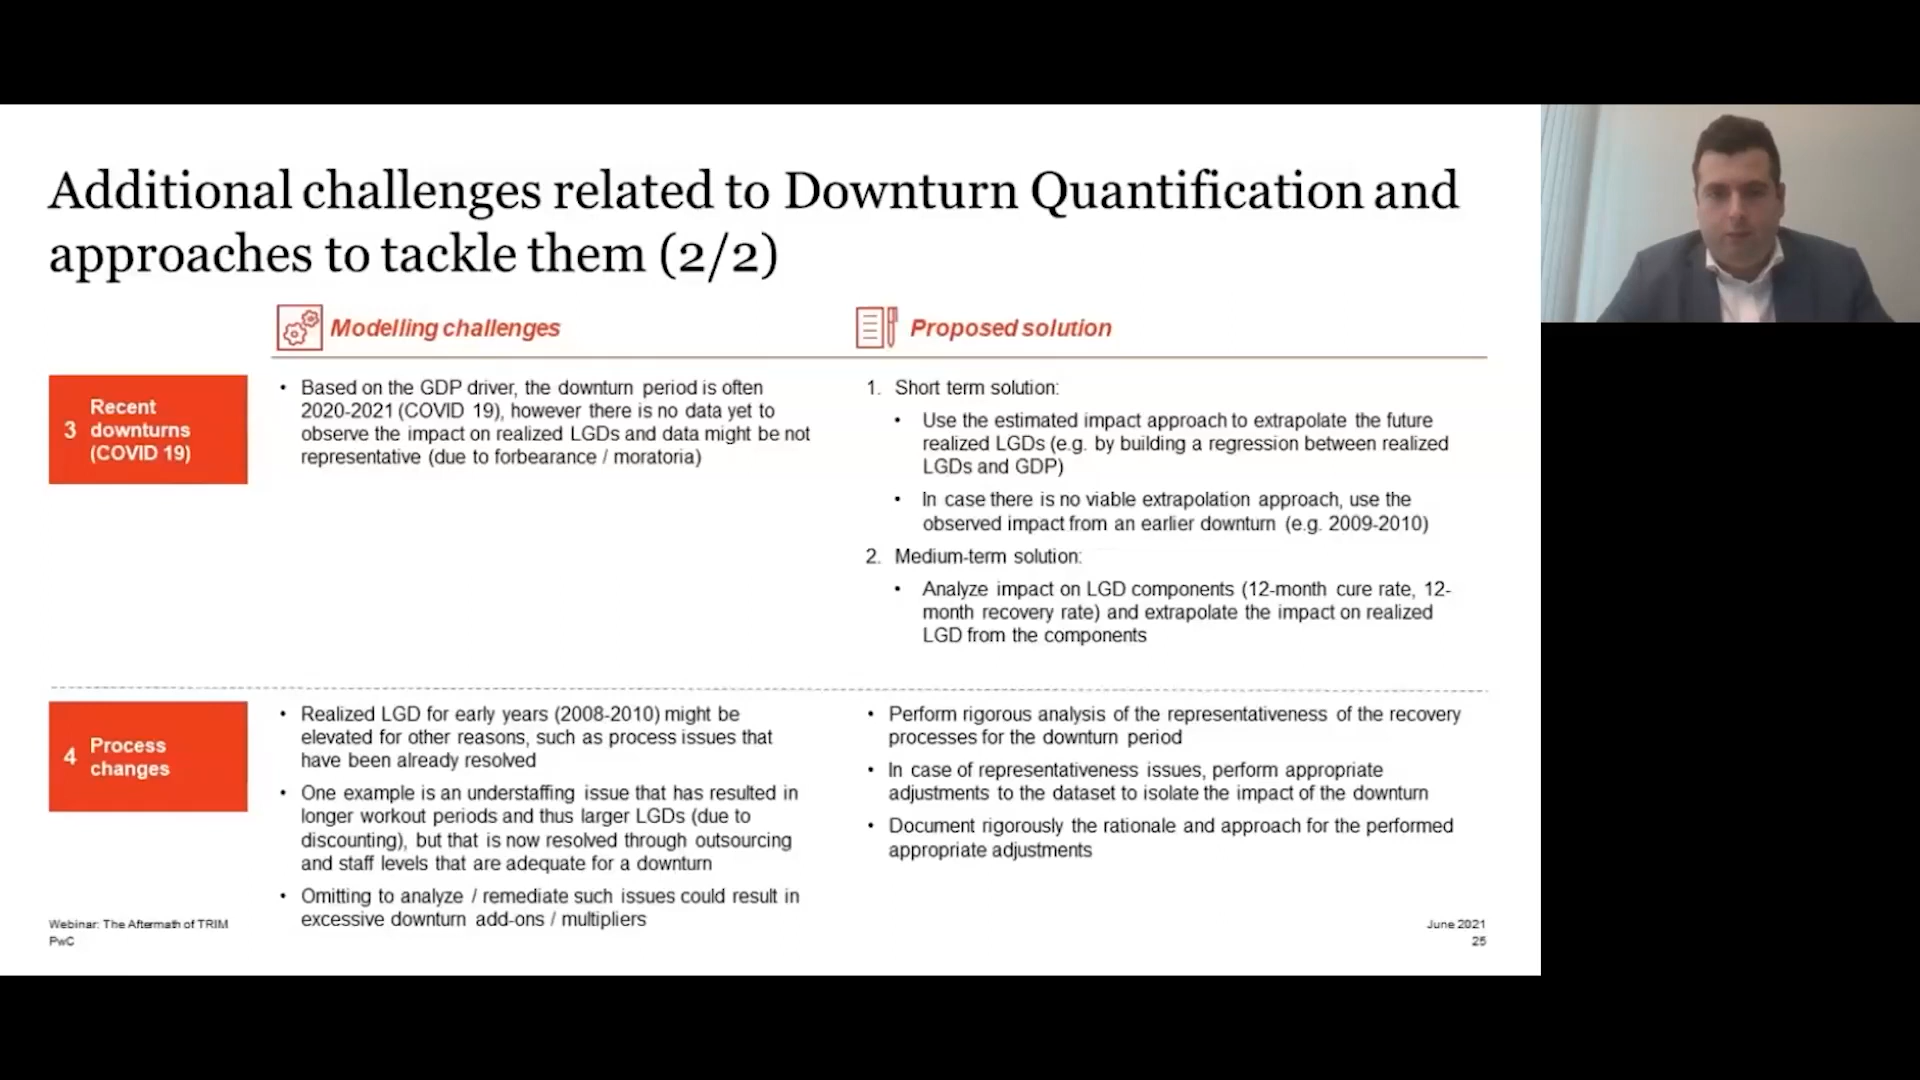 Additional challenges related to Downturn Quantification and
approaches to tackle them (2/2)
Modelling challenges
Proposed solution
3 Recent
downturns
(COVID 19)
• Based on the GDP driver, the downturn period is often
2020-2021 (COVID 19), however there is no data yet to
observe the impact on realized LGDs and data might be not
representative (due to forbearance / moratoria)
1. Short term solution:
• Use the estimated impact approach to extrapolate the future
realized LGDs (e.g. by building a regression between realized
LGDs and GDP)
• In case there is no viable extrapolation approach, use the
observed impact from an earlier downturn (e.g. 2009-2010)
2. Medium-term solution:
• Analyze impact on LGD components (12-month cure rate, 12-
month recovery rate) and extrapolate the impact on realized
LGD from the components
4 Process
changes
• Realized LGD for early years (2008-2010) might be
elevated for other reasons, such as process issues that
have been already resolved
• One example is an understaffing issue that has resulted in
longer workout periods and thus larger LGDs (due to
discounting), but that is now resolved through outsourcing
and staff levels that are adequate for a downturn
• Omitting to analyze / remediate such issues could result in
excessive downturn add-ons / multipliers
• Perform rigorous analysis of the representativeness of the recovery
processes for the downturn period
• In case of representativeness issues, perform appropriate
adjustments to the dataset to isolate the impact of the downturn
• Document rigorously the rationale and approach for the performed
appropriate adjustments
Webinar: The Aftermath of TRIM
PwC
June 2021
25